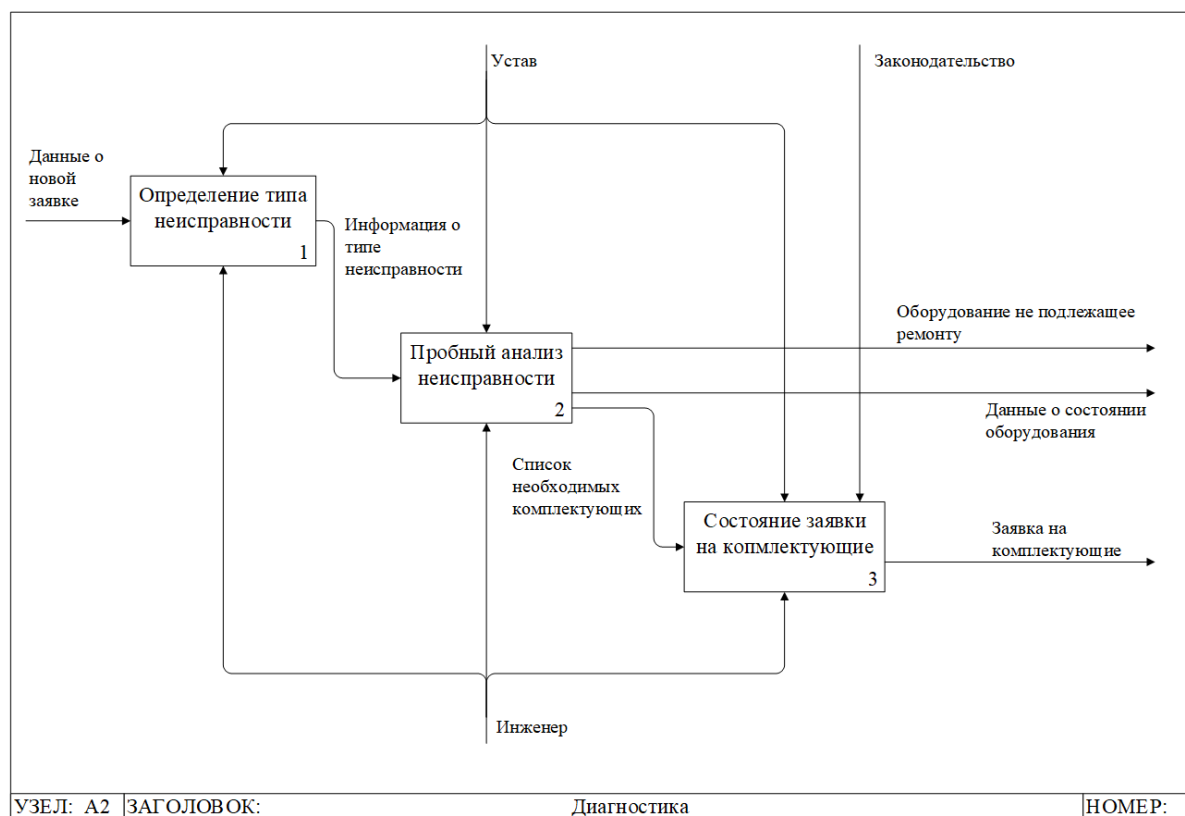 Устав
Законодательство
Данные о
новой
заявке
Определение типа
неисправности
1
Информация о
типе
неисправности
Оборудование не подлежащее
ремонту
Пробный анализ
неисправности
2
Данные о состоянии
оборудования
Список
необходимых
комплектующих
Состояние заявки
на копмлектующие
3
Заявка на
комплектующие
Инженер
УЗЕЛ: А2 ЗАГОЛОВОК: Диагностика НОМЕР: